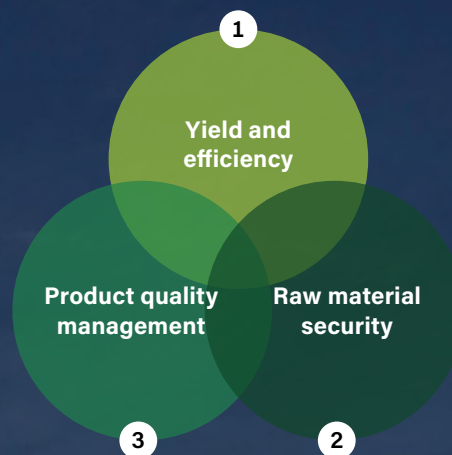 1
Yield and
efficiency
Product quality
management
Raw material
security
3
2